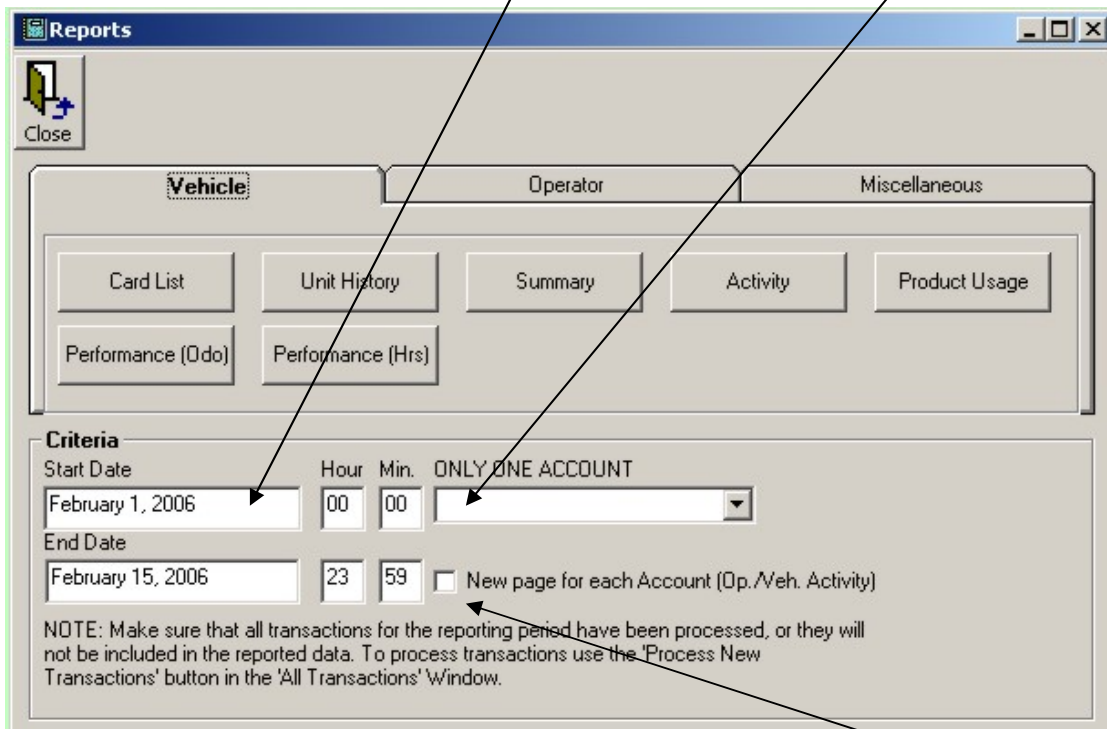 Reports
Close
Vehicle Operator Miscellaneous
Card List Unit History Summary Activity Product Usage
Performance (Odo) Performance (Hrs)
Criteria
Start Date Hour Min. ONLY ONE ACCOUNT
February 1, 2006 00 00
End Date
February 15, 2006 23 59 New page for each Account (Op./Veh. Activity)
NOTE: Make sure that all transactions for the reporting period have been processed, or they will
not be included in the reported data. To process transactions use the 'Process New
Transactions' button in the 'All Transactions' Window.